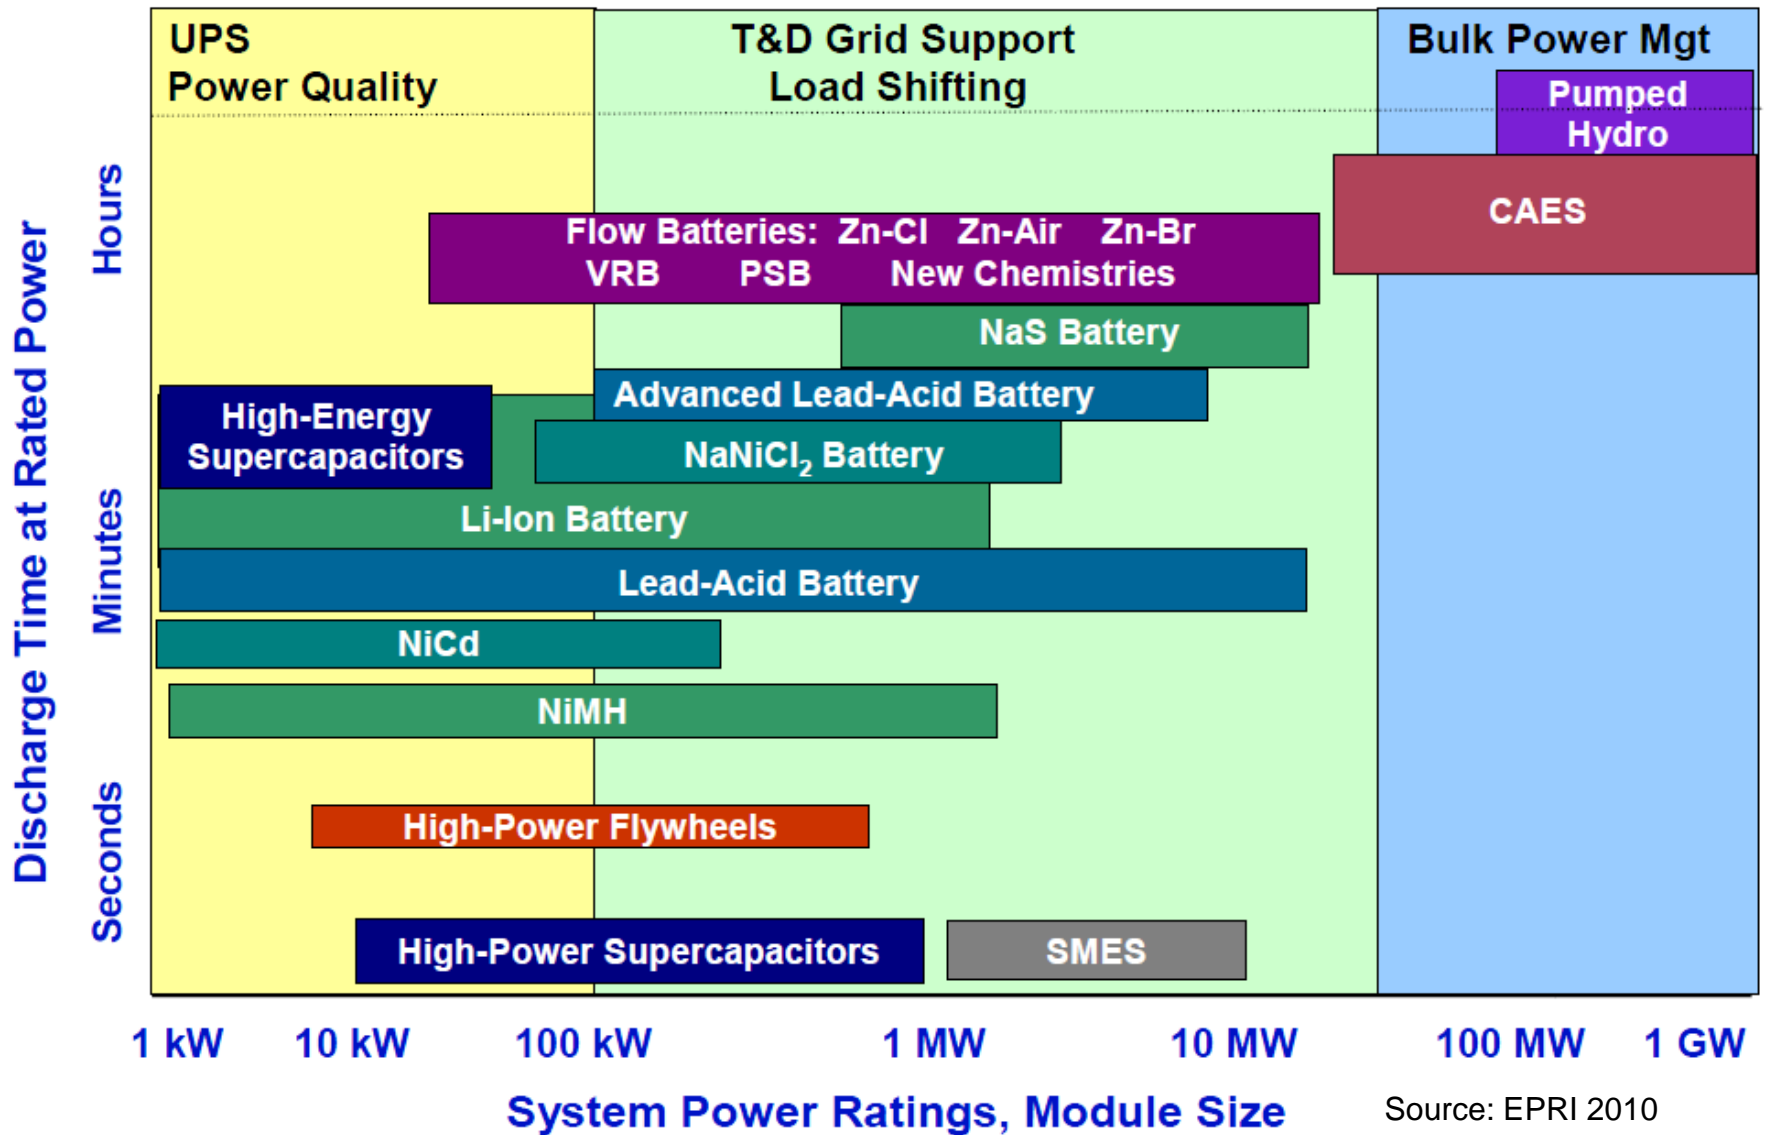 UPS
Power Quality
T&D Grid Support
Load Shifting
Bulk Power Mgt
Pumped
Hydro
CAES
Flow Batteries: Zn-Cl Zn-Air Zn-Br
VRB PSB New Chemistries
NaS Battery
Advanced Lead-Acid Battery
High-Energy
Supercapacitors
NaNiCl₂ Battery
Li-Ion Battery
Lead-Acid Battery
NiCd
NiMH
High-Power Flywheels
High-Power Supercapacitors
SMES
Discharge Time at Rated Power
Hours
Minutes
Seconds
1 kW 10 kW 100 kW 1 MW 10 MW 100 MW 1 GW
System Power Ratings, Module Size
Source: EPRI 2010